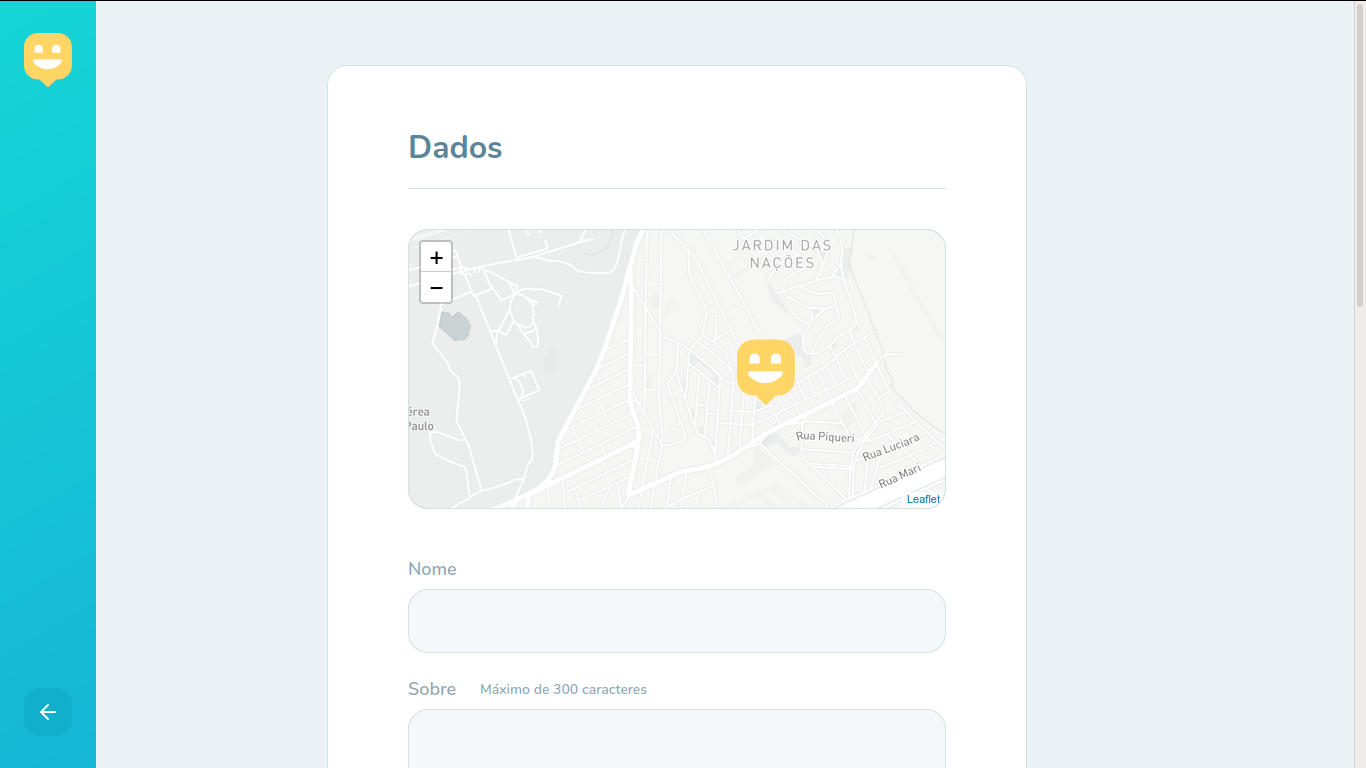 Dados
+
−
JARDIM DAS
NAÇÕES
érea
Paulo
Rua Piqueri
Rua Luciara
Rua Mari
Leaflet
Nome
Sobre Máximo de 300 caracteres